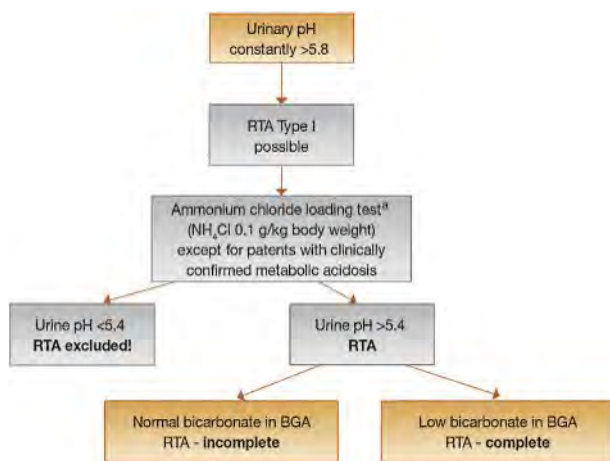 Urinary pH
constantly >5.8
RTA Type I
possible
Ammonium chloride loading testª
(NH₄Cl 0.1 g/kg body weight)
except for patents with clinically
confirmed metabolic acidosis
Urine pH <5,4
RTA excluded!
Urine pH >5.4
RTA
Normal bicarbonate in BGA
RTA - incomplete
Low bicarbonate in BGA
RTA - complete